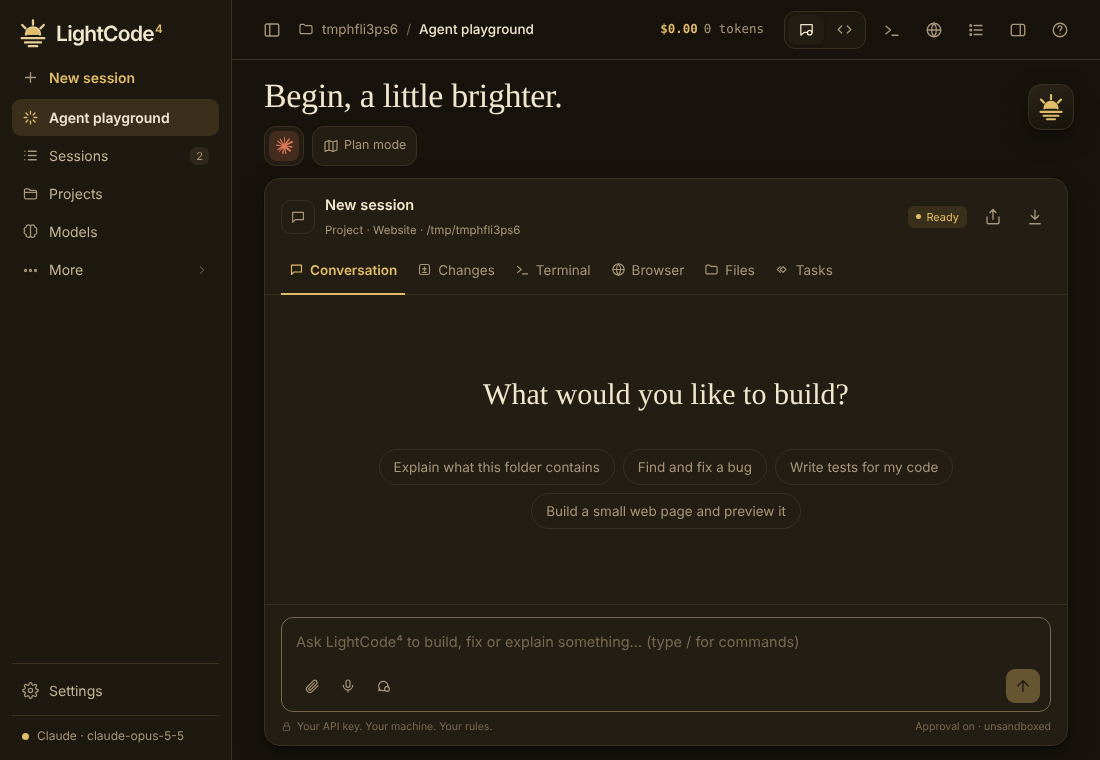 LightCode⁴
New session
Agent playground
Sessions 2
Projects
Models
More
Settings
Claude · claude-opus-5-5
tmphfli3ps6 / Agent playground
$0.00 0 tokens
Begin, a little brighter.
Plan mode
New session
Project · Website · /tmp/tmphfli3ps6
Ready
Conversation Changes Terminal Browser Files Tasks
What would you like to build?
Explain what this folder contains Find and fix a bug Write tests for my code
Build a small web page and preview it
Ask LightCode⁴ to build, fix or explain something… (type / for commands)
Your API key. Your machine. Your rules.
Approval on · unsandboxed